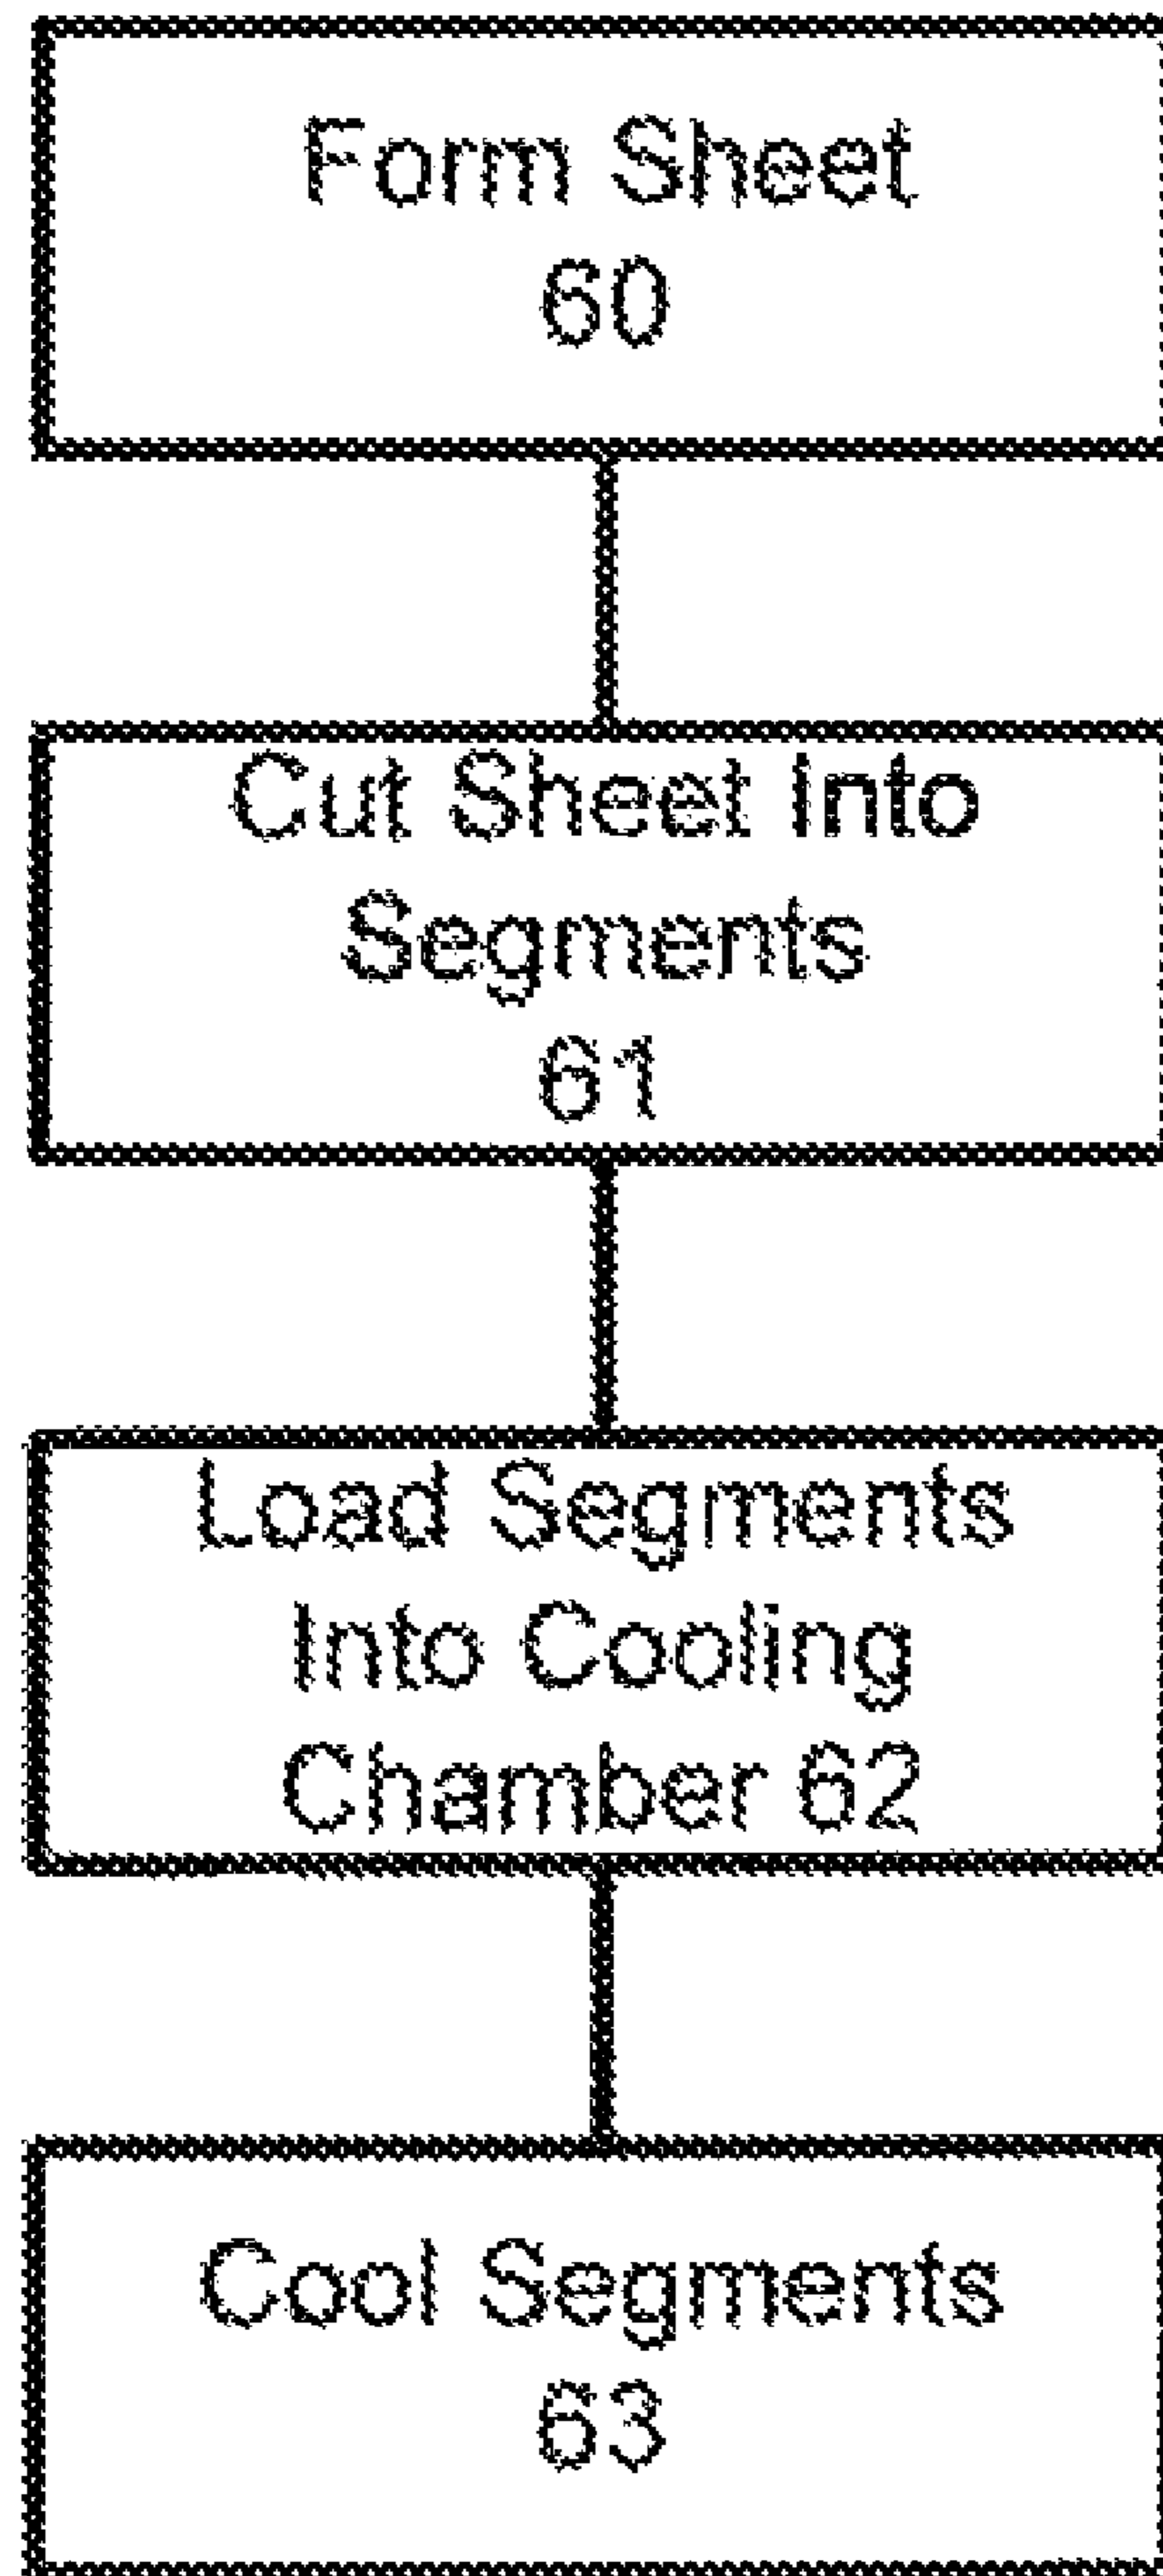 Form Sheet
60
Cut Sheet Into
Segments
61
Load Segments
Into Cooling
Chamber 62
Cool Segments
63